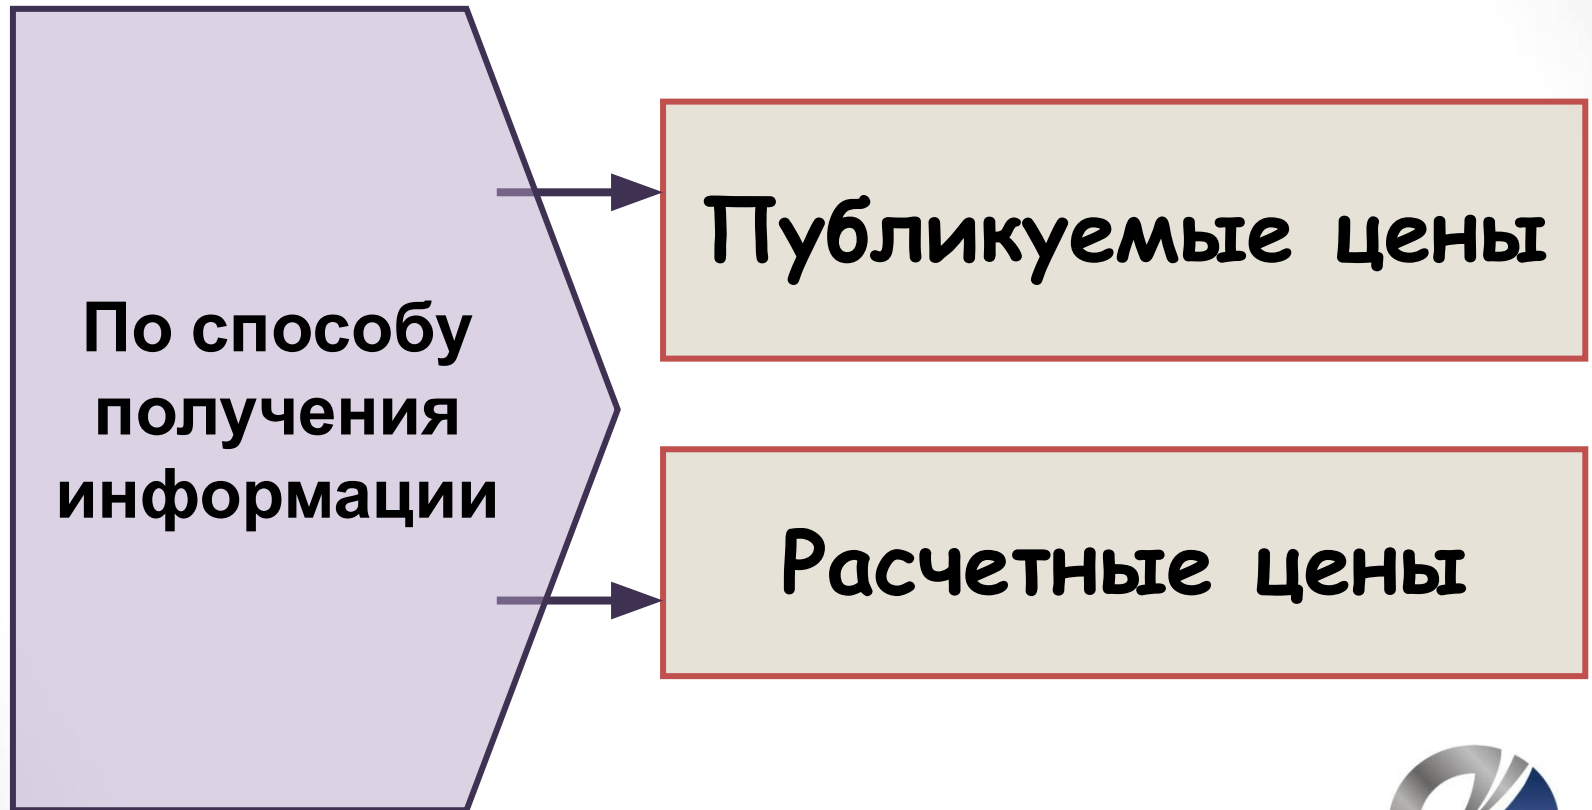 По способу
получения
информации
Публикуемые цены
Расчетные цены